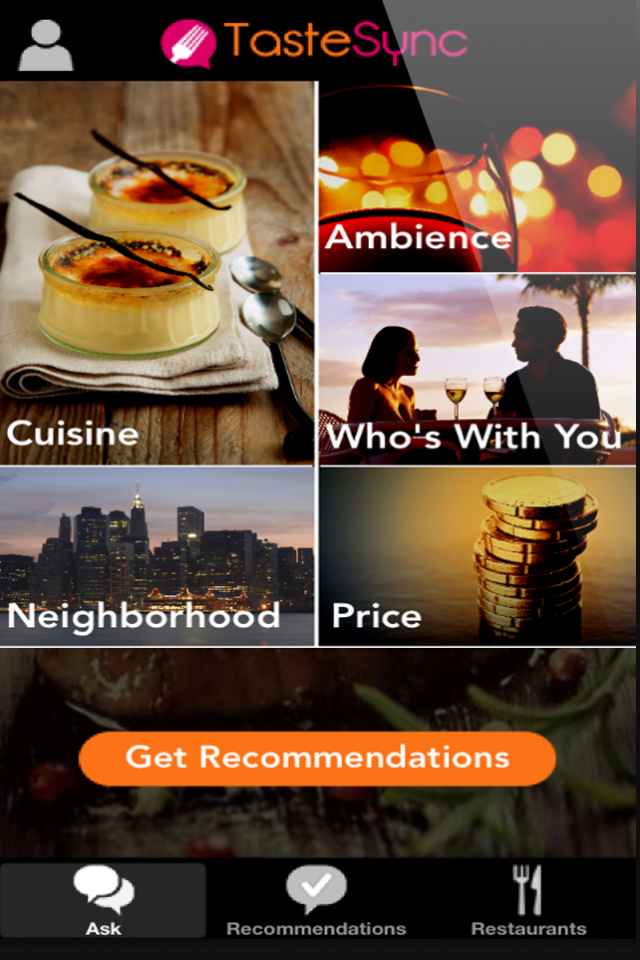 TasteSync
Ambience
Cuisine
Who's With You
Neighborhood
Price
Get Recommendations
Ask
Recommendations
Restaurants